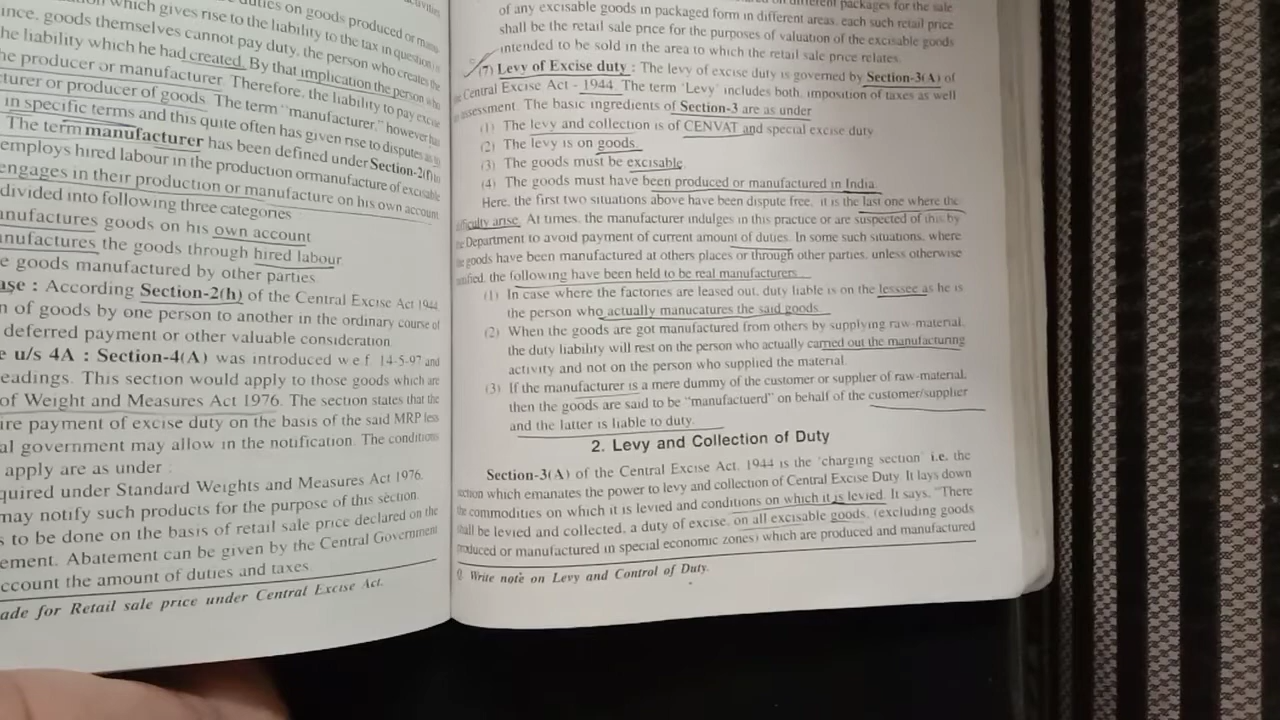 duties on goods produced or manu
which gives rise to the liability to the tax in question
ince, goods themselves cannot pay duty, the person who creates the
he liability which he had created. By that implication the person who
he producer or manufacturer. Therefore, the liability to pay excise
turer or producer of goods. The term "manufacturer," however has
in specific terms and this quite often has given rise to disputes as to
The term manufacturer has been defined under Section-2(f) in
employs hired labour in the production ormanufacture of excisable
engages in their production or manufacture on his own account
divided into following three categories
anufactures goods on his own account
anufactures the goods through hired labour
e goods manufactured by other parties
ase : According Section-2(h) of the Central Excise Act 1944
n of goods by one person to another in the ordinary course of
deferred payment or other valuable consideration.
e u/s 4A : Section-4(A) was introduced w e f 14-5-97 and
eadings. This section would apply to those goods which are
of Weight and Measures Act 1976. The section states that the
ire payment of excise duty on the basis of the said MRP less
al government may allow in the notification. The conditions
apply are as under :
quired under Standard Weights and Measures Act 1976.
may notify such products for the purpose of this section.
s to be done on the basis of retail sale price declared on the
ement. Abatement can be given by the Central Government
ccount the amount of duties and taxes
ade for Retail sale price under Central Excise Act.
on different packages for the sale
of any excisable goods in packaged form in different areas, each such retail price
shall be the retail sale price for the purposes of valuation of the excisable goods
intended to be sold in the area to which the retail sale price relates.
(7) Levy of Excise duty : The levy of excise duty is governed by Section-3(A) of
Central Excise Act - 1944. The term 'Levy' includes both, imposition of taxes as well
assessment. The basic ingredients of Section-3 are as under
(1) The levy and collection is of CENVAT and special excise duty
(2) The levy is on goods.
(3) The goods must be excisable.
(4) The goods must have been produced or manufactured in India.
Here, the first two situations above have been dispute free, it is the last one where the
difficulty arise. At times, the manufacturer indulges in this practice or are suspected of this by
the Department to avoid payment of current amount of duties. In some such situations, where
the goods have been manufactured at others places or through other parties, unless otherwise
notified, the following have been held to be real manufacturers
(1) In case where the factories are leased out, duty liable is on the lesssee as he is
the person who actually manucatures the said goods.
(2) When the goods are got manufactured from others by supplying raw-material,
the duty liability will rest on the person who actually carried out the manufacturing
activity and not on the person who supplied the material.
(3) If the manufacturer is a mere dummy of the customer or supplier of raw-material,
then the goods are said to be "manufactuerd" on behalf of the customer/supplier
and the latter is liable to duty.
2. Levy and Collection of Duty
Section-3(A) of the Central Excise Act, 1944 is the 'charging section' i.e. the
section which emanates the power to levy and collection of Central Excise Duty. It lays down
the commodities on which it is levied and conditions on which it is levied. It says, "There
shall be levied and collected, a duty of excise, on all excisable goods, (excluding goods
produced or manufactured in special economic zones) which are produced and manufactured
Q. Write note on Levy and Control of Duty.